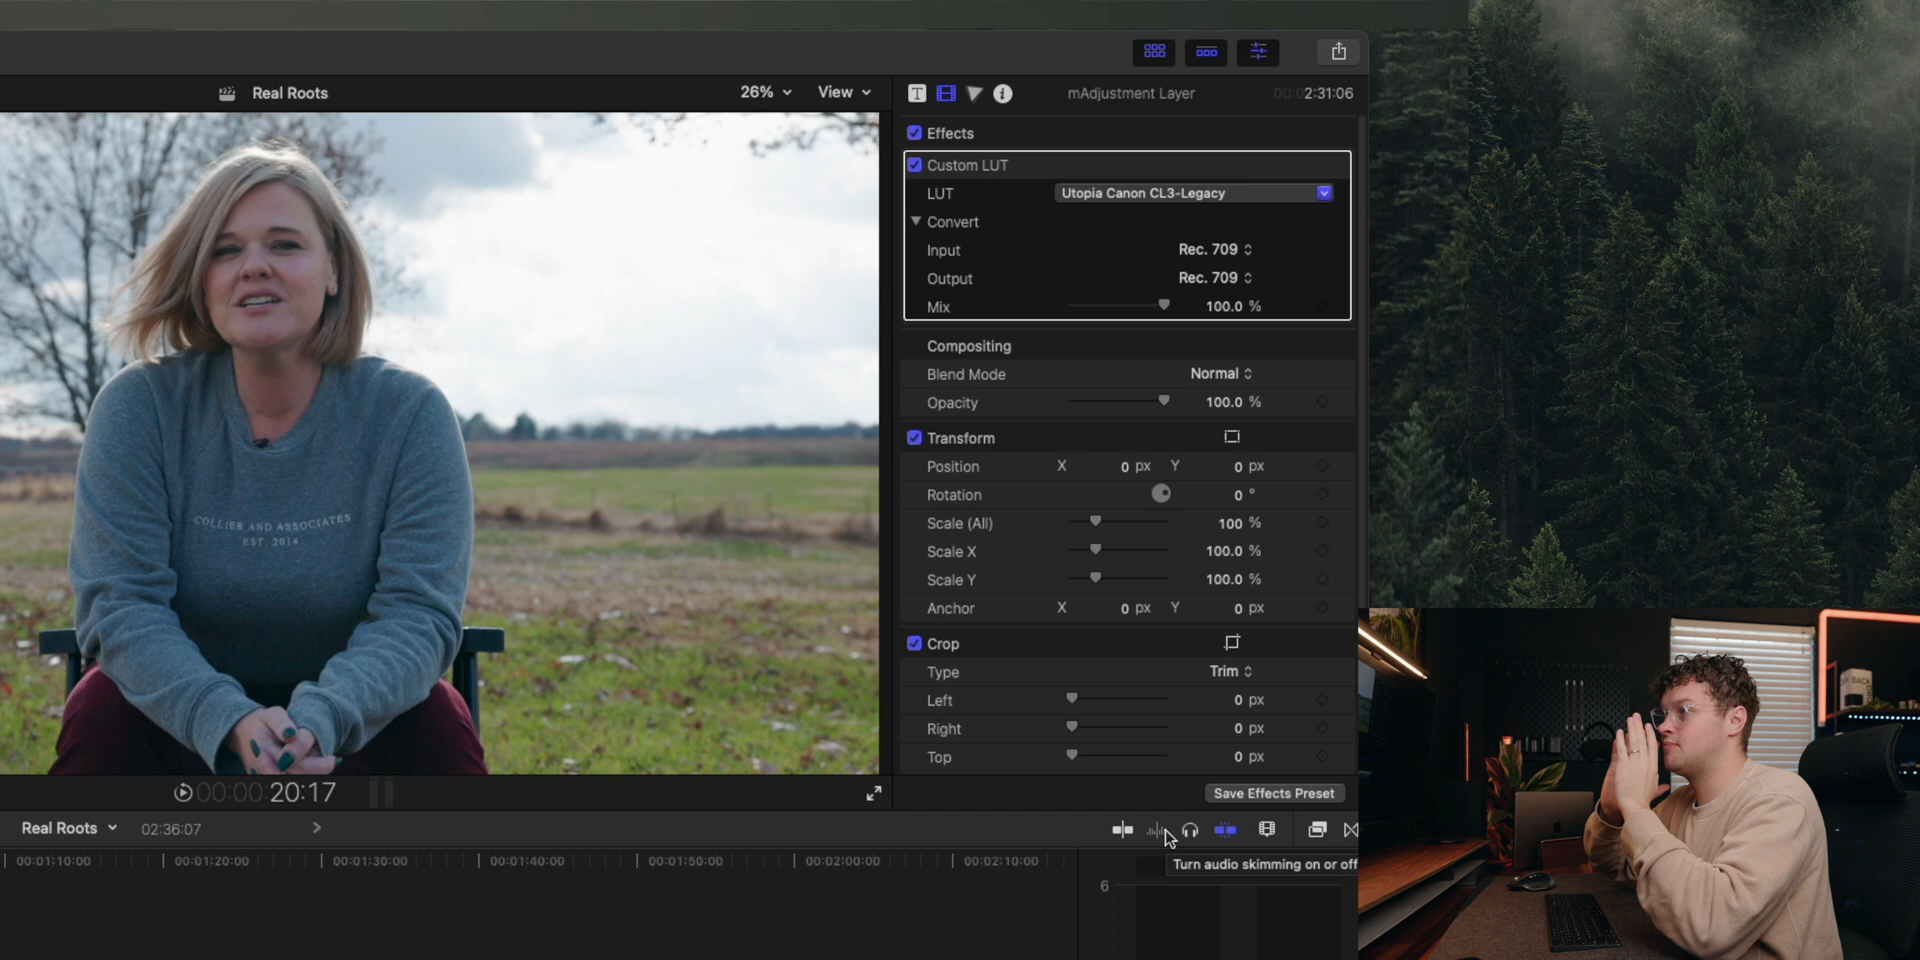 Real Roots
26%
View
mAdjustment Layer
00:02:31:06
Effects
Custom LUT
LUT
Utopia Canon CL3-Legacy
Convert
Input
Rec. 709
Output
Rec. 709
Mix
100.0 %
Compositing
Blend Mode
Normal
Opacity
100.0 %
Transform
Position
X 0 px Y 0 px
Rotation
0 °
Scale (All)
100 %
Scale X
100.0 %
Scale Y
100.0 %
Anchor
X 0 px Y 0 px
Crop
Type
Trim
Left
0 px
Right
0 px
Top
0 px
COLLIER AND ASSOCIATES
EST. 2014
00:00:20:17
Save Effects Preset
Real Roots
02:36:07
00:01:10:00
00:01:20:00
00:01:30:00
00:01:40:00
00:01:50:00
00:02:00:00
00:02:10:00
Turn audio skimming on or off
6